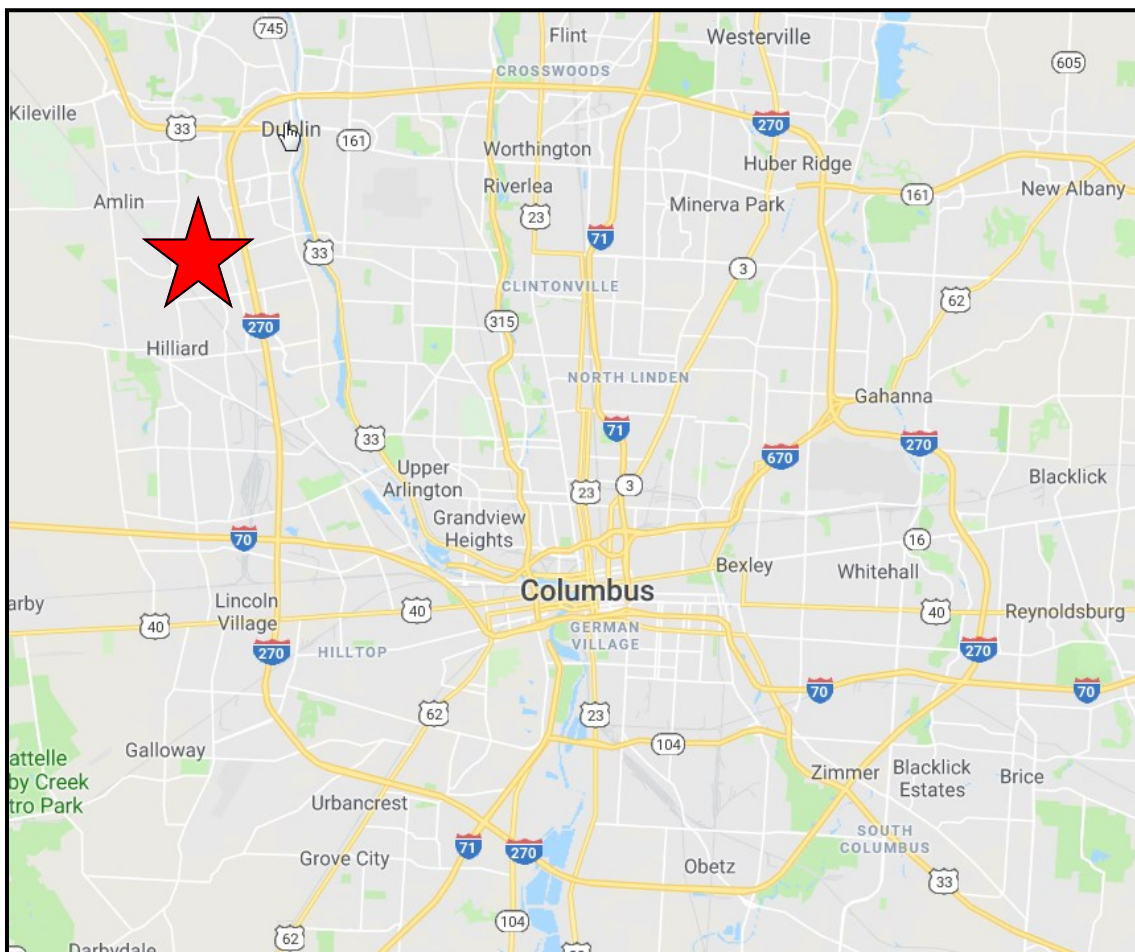 745
Flint
Westerville
605
CROSSWOODS
Kileville
33
Dublin
161
270
Worthington
Huber Ridge
Riverlea
Amlin
23
Minerva Park
161
New Albany
71
33
3
62
CLINTONVILLE
315
270
Hilliard
NORTH LINDEN
Gahanna
33
71
270
670
Upper
Arlington
23
3
Blacklick
Grandview
Heights
70
16
Bexley
Whitehall
Columbus
arby
Lincoln
Village
40
40
40
Reynoldsburg
GERMAN
VILLAGE
270
HILLTOP
270
70
70
62
23
104
attelle
by Creek
tro Park
Galloway
Zimmer
Blacklick
Estates
Brice
Urbancrest
SOUTH
COLUMBUS
71
270
Grove City
Obetz
33
104
62
Darbydale